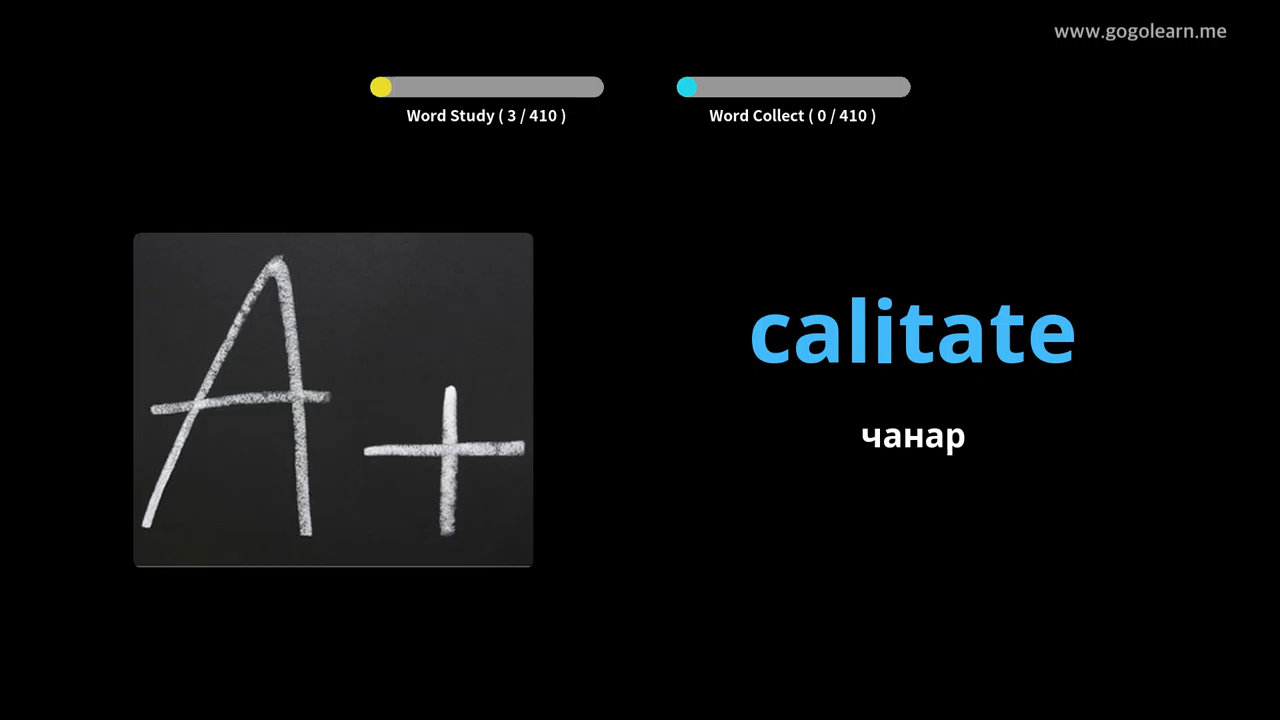 www.gogolearn.me
Word Study ( 3 / 410 )
Word Collect ( 0 / 410 )
A+
calitate
чанар